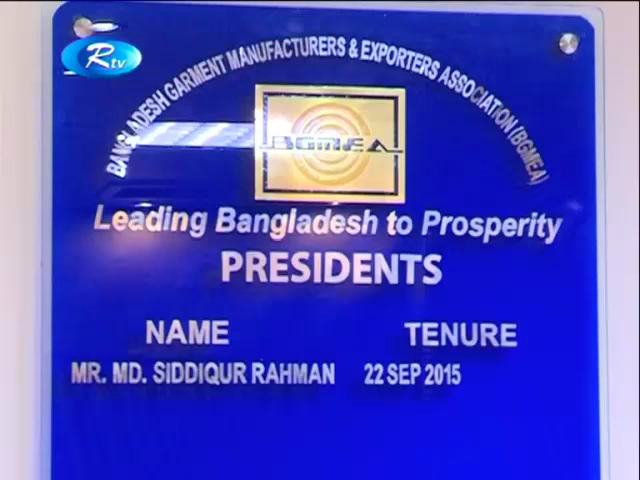 Rtv
BANGLADESH GARMENT MANUFACTURERS & EXPORTERS ASSOCIATION (BGMEA)
BGMEA
Leading Bangladesh to Prosperity
PRESIDENTS
NAME TENURE
MR. MD. SIDDIQUR RAHMAN 22 SEP 2015